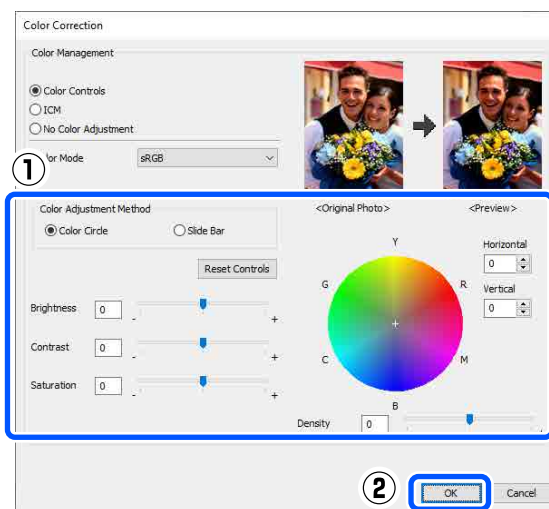 Color Correction
Color Management
Color Controls
ICM
No Color Adjustment
①
Mode sRGB
Color Adjustment Method
<Original Photo> <Preview>
Color Circle Slide Bar
Y
Horizontal
0
Reset Controls
G R
Vertical
0
Brightness 0 - +
Contrast 0 - +
C M
Saturation 0 - +
B
Density 0
② OK Cancel